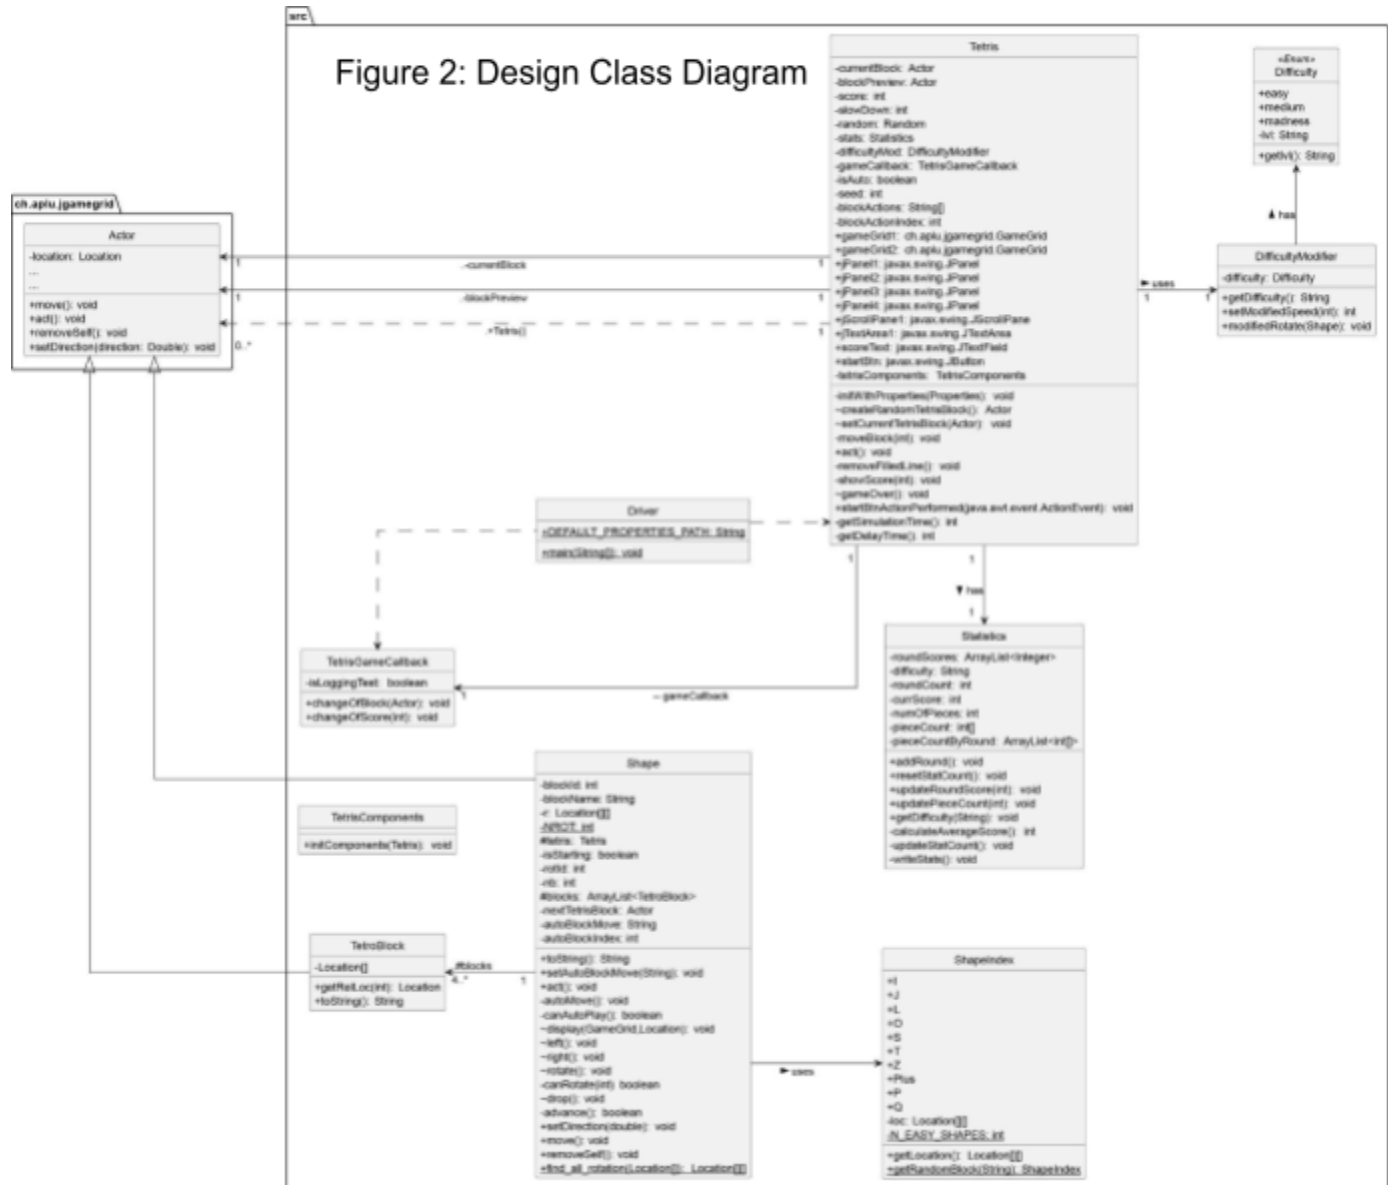 src
Figure 2: Design Class Diagram
Tetris
-currentBlock: Actor
-blockPreview: Actor
-score: int
-slowDown: int
-random: Random
-stats: Statistics
-difficultyMod: DifficultyModifier
-gameCallback: TetrisGameCallback
-isAuto: boolean
-seed: int
-blockActions: String[]
-blockActionIndex: int
+gameGrid1: ch.aplu.jgamegrid.GameGrid
+gameGrid2: ch.aplu.jgamegrid.GameGrid
+jPanel1: javax.swing.JPanel
+jPanel2: javax.swing.JPanel
+jPanel3: javax.swing.JPanel
+jPanel4: javax.swing.JPanel
+jScrollPane1: javax.swing.JScrollPane
+jTextArea1: javax.swing.JTextArea
+scoreText: javax.swing.JTextField
+startBtn: javax.swing.JButton
-tetrisComponents: TetrisComponents
-initWithProperties(Properties): void
~createRandomTetrisBlock(): Actor
~setCurrentTetrisBlock(Actor): void
-moveBlock(int): void
+act(): void
-removeFilledLine(): void
-showScore(int): void
~gameOver(): void
+startBtnActionPerformed(java.awt.event.ActionEvent): void
-getSimulationTime(): int
-getDelayTime(): int
«Enum»
Difficulty
+easy
+medium
+madness
-lvl: String
+getlvl(): String
▲ has
DifficultyModifier
-difficulty: Difficulty
+getDifficulty(): String
+setModifiedSpeed(int): int
+modifiedRotate(Shape): void
► uses
1
1
ch.aplu.jgamegrid
Actor
-location: Location
...
...
+move(): void
+act(): void
+removeSelf(): void
+setDirection(direction: Double): void
1
.-currentBlock
1
1
.-blockPreview
1
0..*
.+Tetris()
1
Driver
+DEFAULT_PROPERTIES_PATH: String
+main(String[]): void
1
1
▼ has
1
TetrisGameCallback
-isLoggingTest: boolean
+changeOfBlock(Actor): void
+changeOfScore(int): void
1
-- gameCallback
Statistics
-roundScores: ArrayList<Integer>
-difficulty: String
-roundCount: int
-currScore: int
-numOfPieces: int
-pieceCount: int[]
-pieceCountByRound: ArrayList<int[]>
+addRound(): void
+resetStatCount(): void
+updateRoundScore(int): void
+updatePieceCount(int): void
+getDifficulty(String): void
-calculateAverageScore(): int
-updateStatCount(): void
-writeStats(): void
TetrisComponents
+initComponents(Tetris): void
Shape
-blockId: int
-blockName: String
-r: Location[][]
-NROT: int
#tetris: Tetris
-isStarting: boolean
-rotId: int
-nb: int
#blocks: ArrayList<TetroBlock>
-nextTetrisBlock: Actor
-autoBlockMove: String
-autoBlockIndex: int
+toString(): String
+setAutoBlockMove(String): void
+act(): void
-autoMove(): void
-canAutoPlay(): boolean
~display(GameGrid,Location): void
~left(): void
~right(): void
~rotate(): void
-canRotate(int) boolean
~drop(): void
-advance(): boolean
+setDirection(double): void
+move(): void
+removeSelf(): void
+find_all_rotation(Location[]): Location[][]
TetroBlock
-Location[]
+getRelLoc(int): Location
+toString(): String
#blocks
4..*
1
► uses
ShapeIndex
+I
+J
+L
+O
+S
+T
+Z
+Plus
+P
+Q
-loc: Location[][]
-N_EASY_SHAPES: int
+getLocation(): Location[][]
+getRandomBlock(String): ShapeIndex